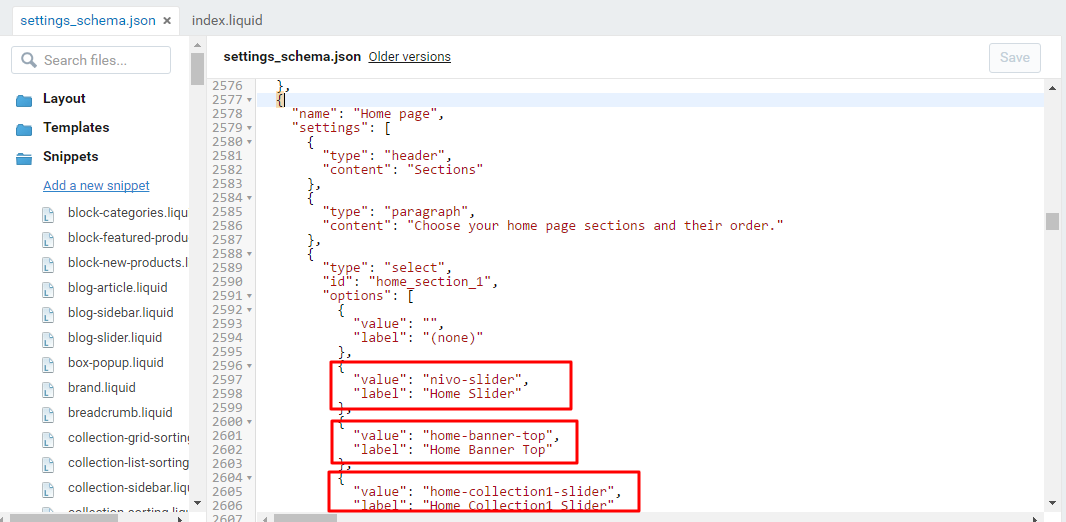 settings_schema.json × index.liquid
Search files...
Layout
Templates
Snippets
Add a new snippet
block-categories.liqu
block-featured-produ
block-new-products.l
blog-article.liquid
blog-sidebar.liquid
blog-slider.liquid
box-popup.liquid
brand.liquid
breadcrumb.liquid
collection-grid-sorting
collection-list-sorting
collection-sidebar.liqu
settings_schema.json Older versions Save
2576 },
2577 {
2578 "name": "Home page",
2579 "settings": [
2580 {
2581 "type": "header",
2582 "content": "Sections"
2583 },
2584 {
2585 "type": "paragraph",
2586 "content": "Choose your home page sections and their order."
2587 },
2588 {
2589 "type": "select",
2590 "id": "home_section_1",
2591 "options": [
2592 {
2593 "value": "",
2594 "label": "(none)"
2595 },
2596 {
2597 "value": "nivo-slider",
2598 "label": "Home Slider"
2599 },
2600 {
2601 "value": "home-banner-top",
2602 "label": "Home Banner Top"
2603 },
2604 {
2605 "value": "home-collection1-slider",
2606 "label": "Home Collection1 Slider"
2607